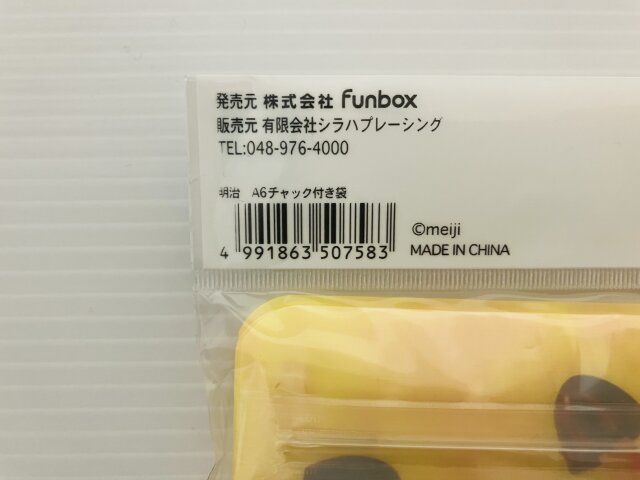 発売元 株式会社 funbox
販売元 有限会社シラハプレーシング
TEL:048-976-4000
明治 A6チャック付き袋
4 991863 507583
©meiji
MADE IN CHINA